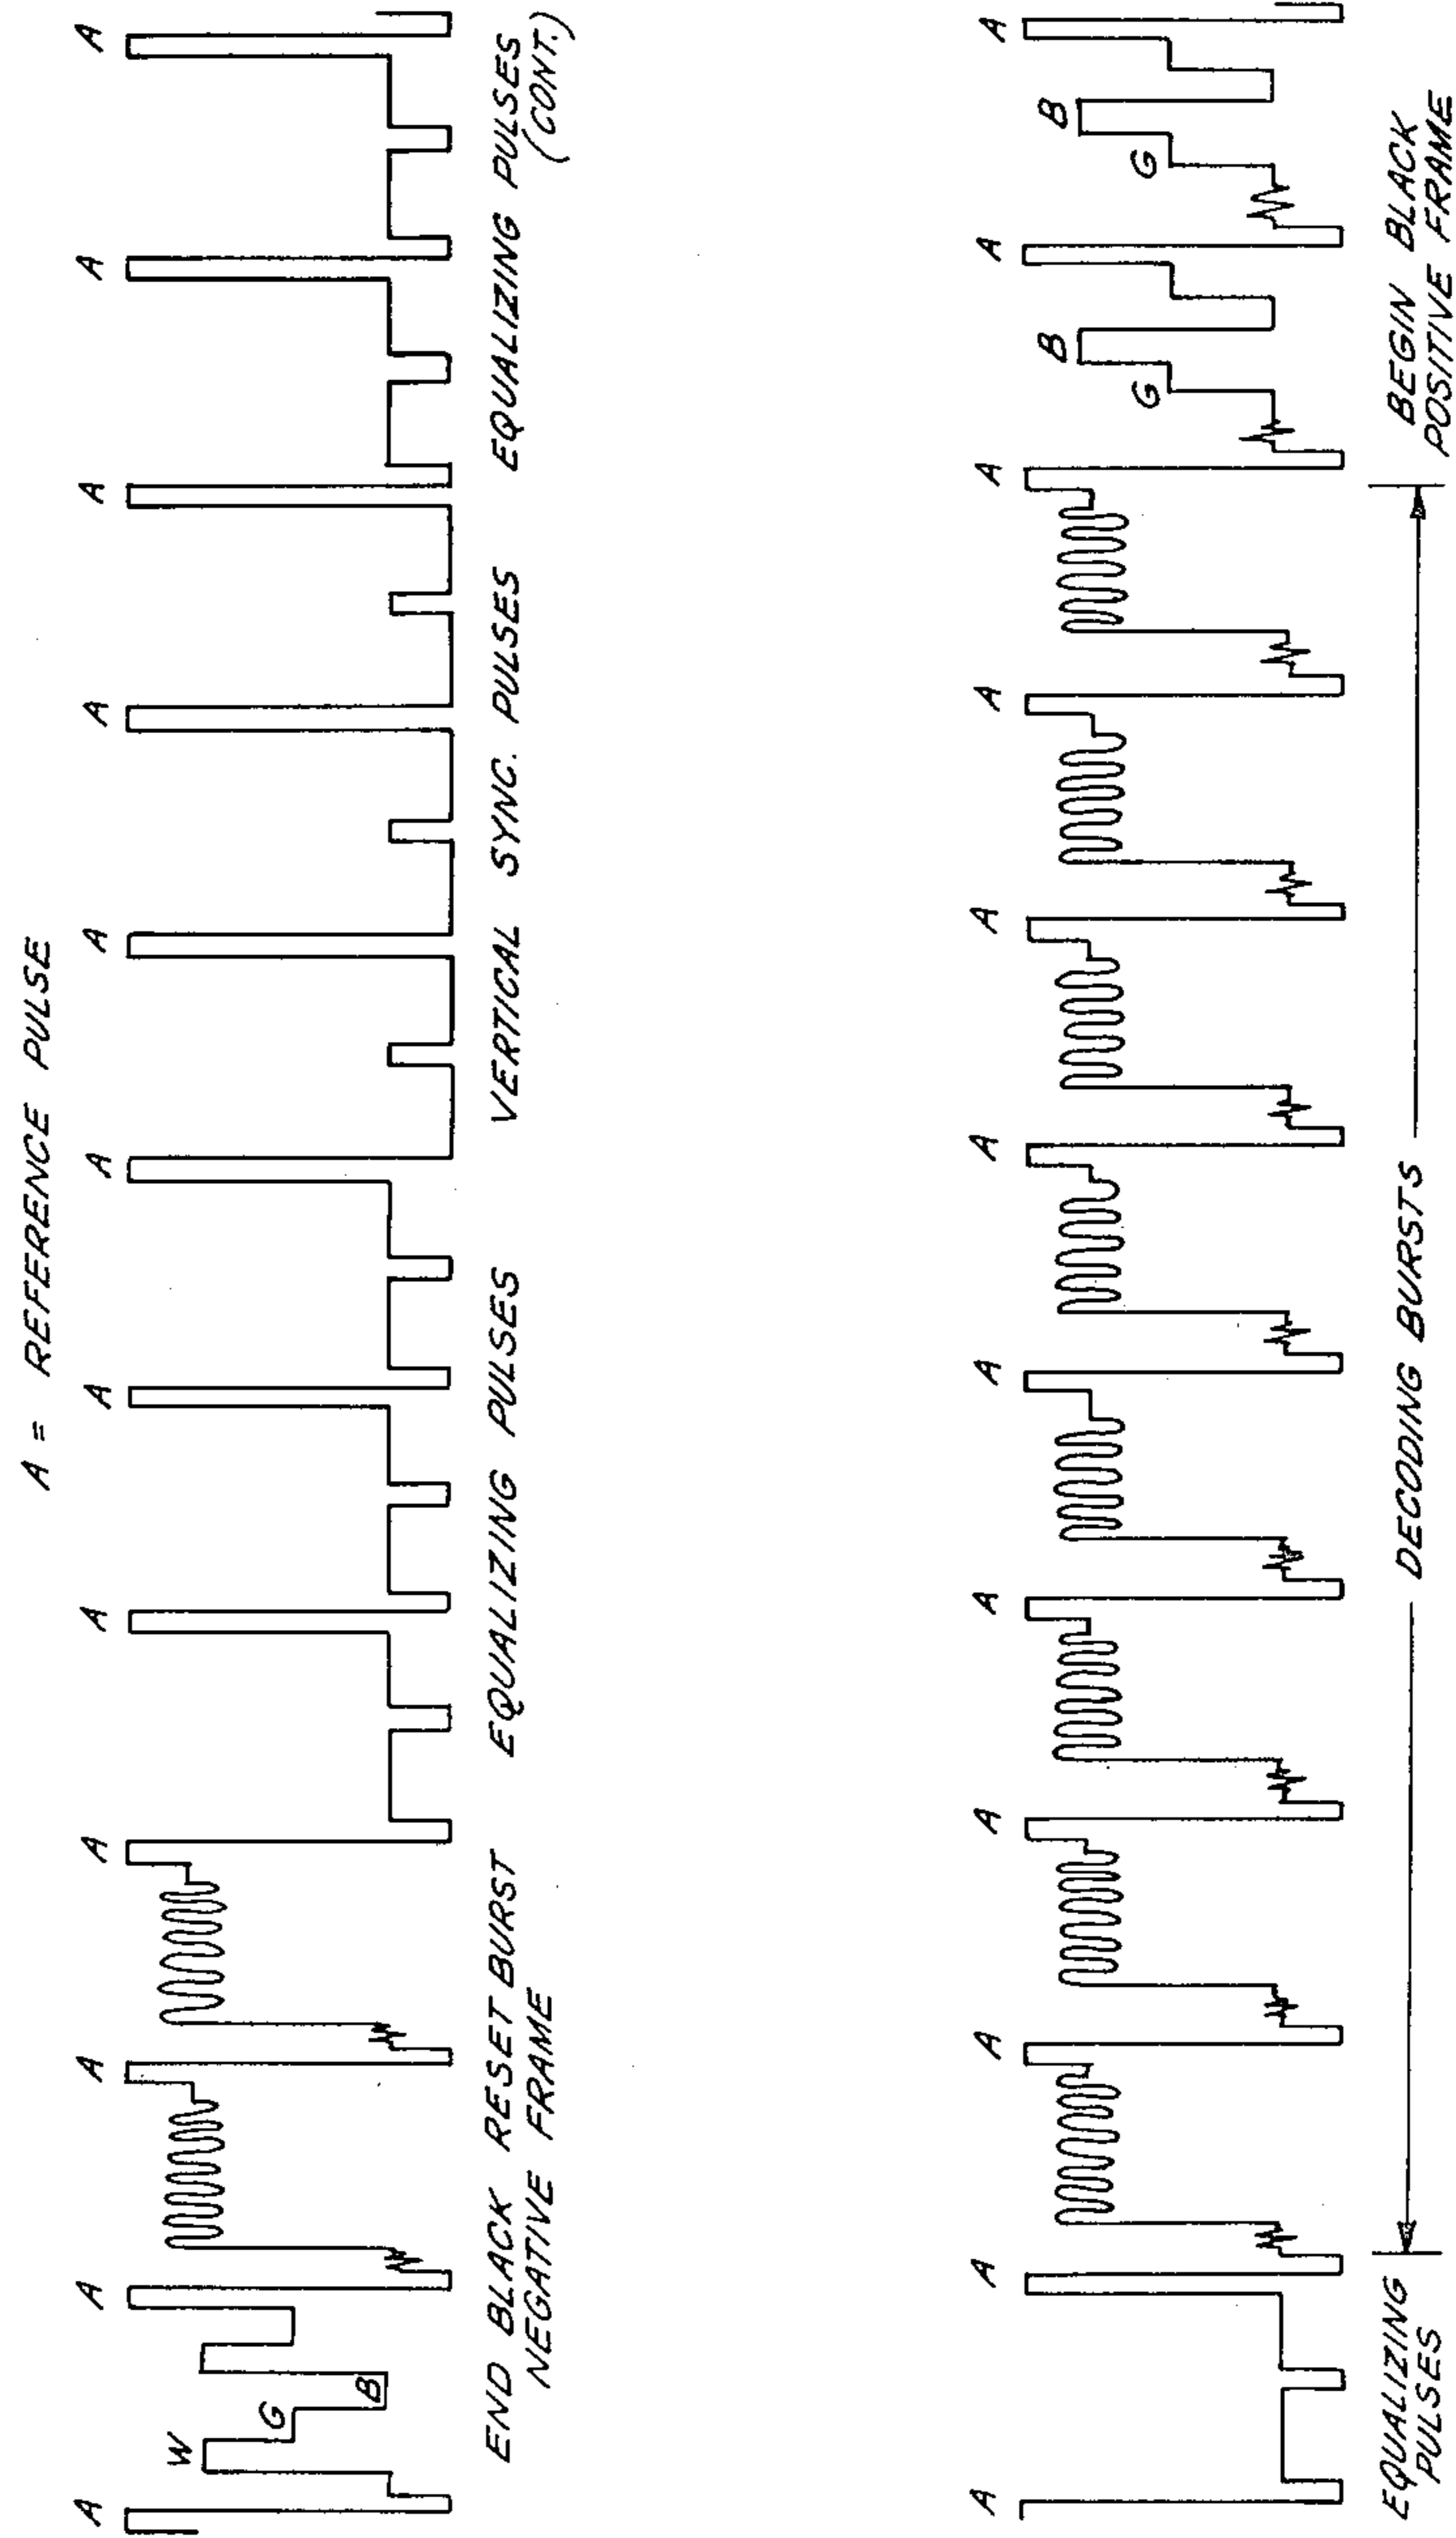 A = REFERENCE PULSE
A A A A A A A A A A A A
W
G
B
END BLACK RESET BURST EQUALIZING PULSES VERTICAL SYNC. PULSES EQUALIZING PULSES
NEGATIVE FRAME (CONT.)
A A A A A A A A A A A A
B B
G G
EQUALIZING DECODING BURSTS BEGIN BLACK
PULSES POSITIVE FRAME